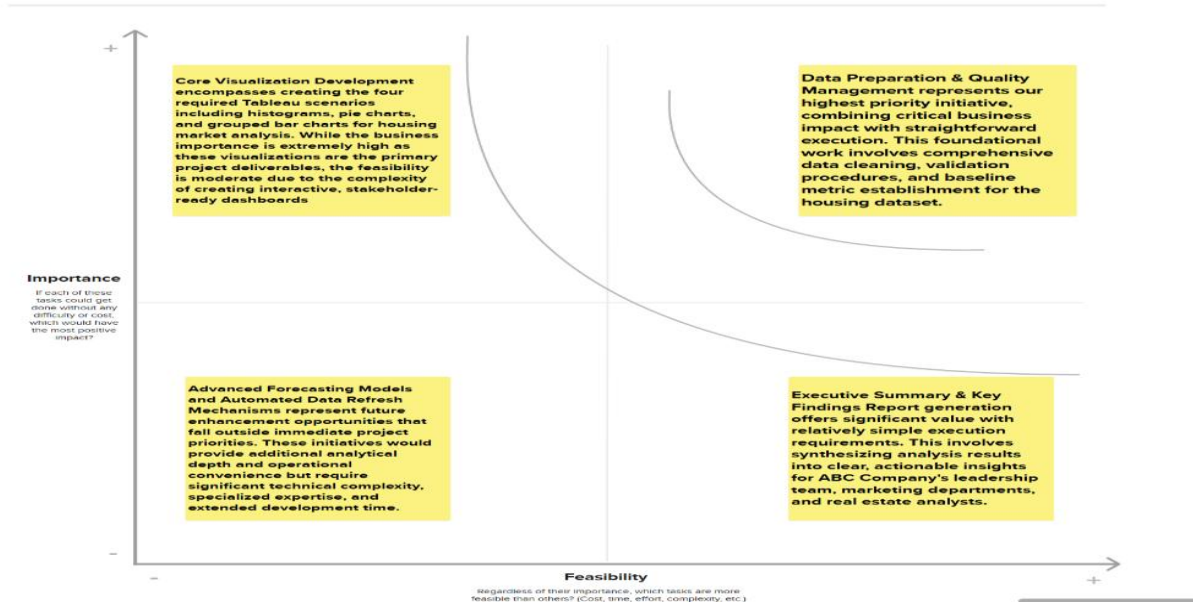 +
Core Visualization Development
encompasses creating the four
required Tableau scenarios
including histograms, pie charts,
and grouped bar charts for housing
market analysis. While the business
importance is extremely high as
these visualizations are the primary
project deliverables, the feasibility
is moderate due to the complexity
of creating interactive, stakeholder-
ready dashboards
Data Preparation & Quality
Management represents our
highest priority initiative,
combining critical business
impact with straightforward
execution. This foundational
work involves comprehensive
data cleaning, validation
procedures, and baseline
metric establishment for the
housing dataset.
Importance
If each of these
tasks could get
done without any
difficulty or cost,
which would have
the most positive
impact?
Advanced Forecasting Models
and Automated Data Refresh
Mechanisms represent future
enhancement opportunities that
fall outside immediate project
priorities. These initiatives would
provide additional analytical
depth and operational
convenience but require
significant technical complexity,
specialized expertise, and
extended development time.
Executive Summary & Key
Findings Report generation
offers significant value with
relatively simple execution
requirements. This involves
synthesizing analysis results
into clear, actionable insights
for ABC Company's leadership
team, marketing departments,
and real estate analysts.
-
-
Feasibility
+
Regardless of their importance, which tasks are more
feasible than others? (Cost, time, effort, complexity, etc.)